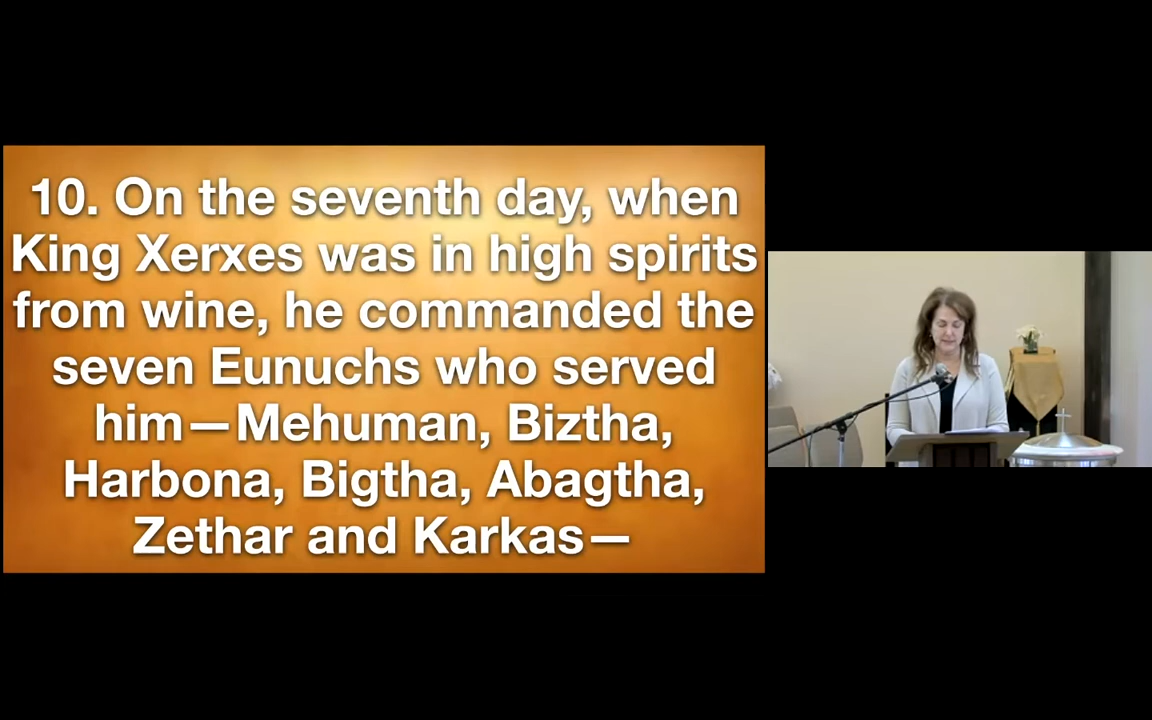 10. On the seventh day, when
King Xerxes was in high spirits
from wine, he commanded the
seven Eunuchs who served
him—Mehuman, Biztha,
Harbona, Bigtha, Abagtha,
Zethar and Karkas—